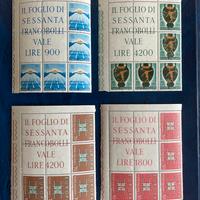 IL FOGLIO DI
SESSANTA
FRANCOBOLLI
VALE
LIRE 900
IL FOGLIO DI
SESSANTA
FRANCOBOLLI
VALE
LIRE 4200
IL FOGLIO DI
SESSANTA
FRANCOBOLLI
VALE
LIRE 4200
IL FOGLIO DI
SESSANTA
FRANCOBOLLI
VALE
LIRE 1800